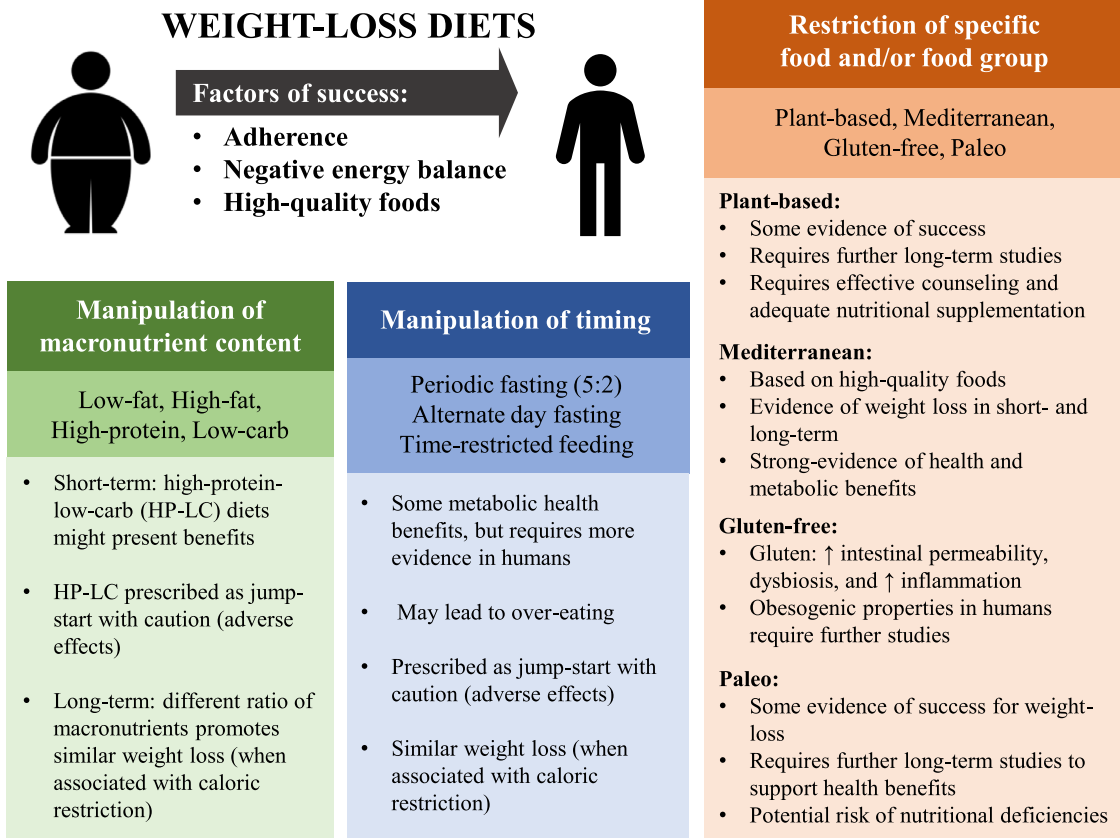 WEIGHT-LOSS DIETS
Factors of success:
• Adherence
• Negative energy balance
• High-quality foods
Manipulation of
macronutrient content
Low-fat, High-fat,
High-protein, Low-carb
• Short-term: high-protein-
low-carb (HP-LC) diets
might present benefits
• HP-LC prescribed as jump-
start with caution (adverse
effects)
• Long-term: different ratio of
macronutrients promotes
similar weight loss (when
associated with caloric
restriction)
Manipulation of timing
Periodic fasting (5:2)
Alternate day fasting
Time-restricted feeding
• Some metabolic health
benefits, but requires more
evidence in humans
• May lead to over-eating
• Prescribed as jump-start with
caution (adverse effects)
• Similar weight loss (when
associated with caloric
restriction)
Restriction of specific
food and/or food group
Plant-based, Mediterranean,
Gluten-free, Paleo
Plant-based:
• Some evidence of success
• Requires further long-term studies
• Requires effective counseling and
adequate nutritional supplementation
Mediterranean:
• Based on high-quality foods
• Evidence of weight loss in short- and
long-term
• Strong-evidence of health and
metabolic benefits
Gluten-free:
• Gluten: ↑ intestinal permeability,
dysbiosis, and ↑ inflammation
• Obesogenic properties in humans
require further studies
Paleo:
• Some evidence of success for weight-
loss
• Requires further long-term studies to
support health benefits
• Potential risk of nutritional deficiencies